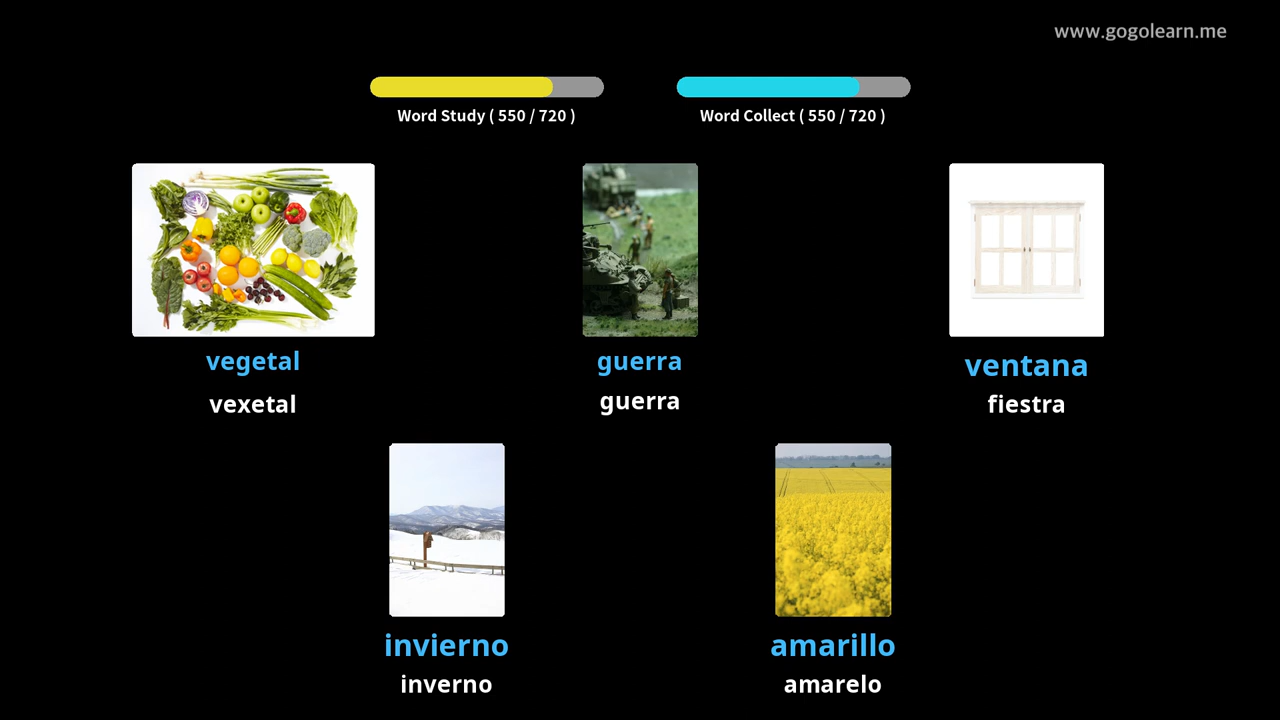 www.gogolearn.me
Word Study ( 550 / 720 )
Word Collect ( 550 / 720 )
vegetal
vexetal
guerra
guerra
ventana
fiestra
invierno
inverno
amarillo
amarelo